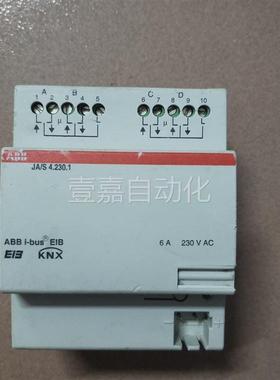 A B C D
1 2 3 4 5 6 7 8 9 10
µ µ
ABB
JA/S 4.230.1
壹嘉自动化
ABB i-bus® EIB 6 A 230 V AC
EIB KNX